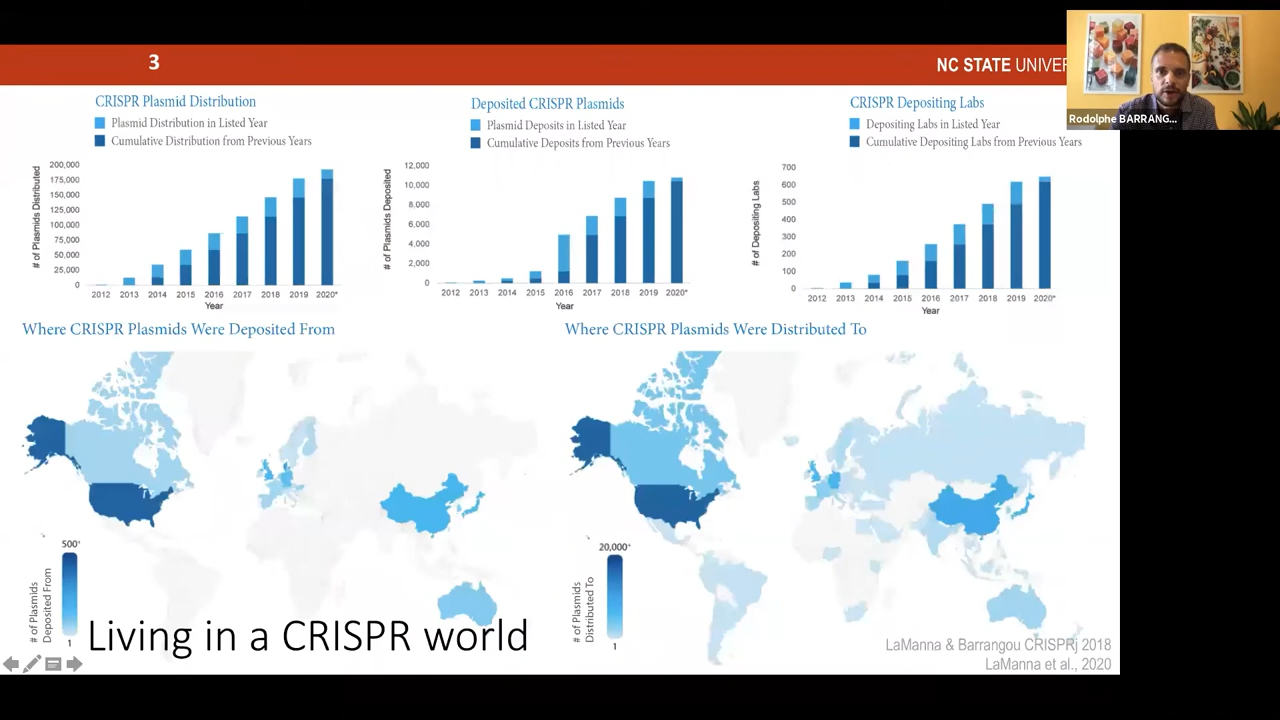 3
NC STATE UNIVER
Rodolphe BARRANG...
CRISPR Plasmid Distribution
Plasmid Distribution in Listed Year
Cumulative Distribution from Previous Years
# of Plasmids Distributed
200,000
175,000
150,000
125,000
100,000
75,000
50,000
25,000
0
2012 2013 2014 2015 2016 2017 2018 2019 2020*
Year
Deposited CRISPR Plasmids
Plasmid Deposits in Listed Year
Cumulative Deposits from Previous Years
# of Plasmids Deposited
12,000
10,000
8,000
6,000
4,000
2,000
0
2012 2013 2014 2015 2016 2017 2018 2019 2020*
Year
CRISPR Depositing Labs
Depositing Labs in Listed Year
Cumulative Depositing Labs from Previous Years
# of Depositing Labs
700
600
500
400
300
200
100
0
2012 2013 2014 2015 2016 2017 2018 2019 2020*
Year
Where CRISPR Plasmids Were Deposited From
500+
# of Plasmids
Deposited From
1
Where CRISPR Plasmids Were Distributed To
20,000+
# of Plasmids
Distributed To
1
Living in a CRISPR world
LaManna & Barrangou CRISPRj 2018
LaManna et al., 2020